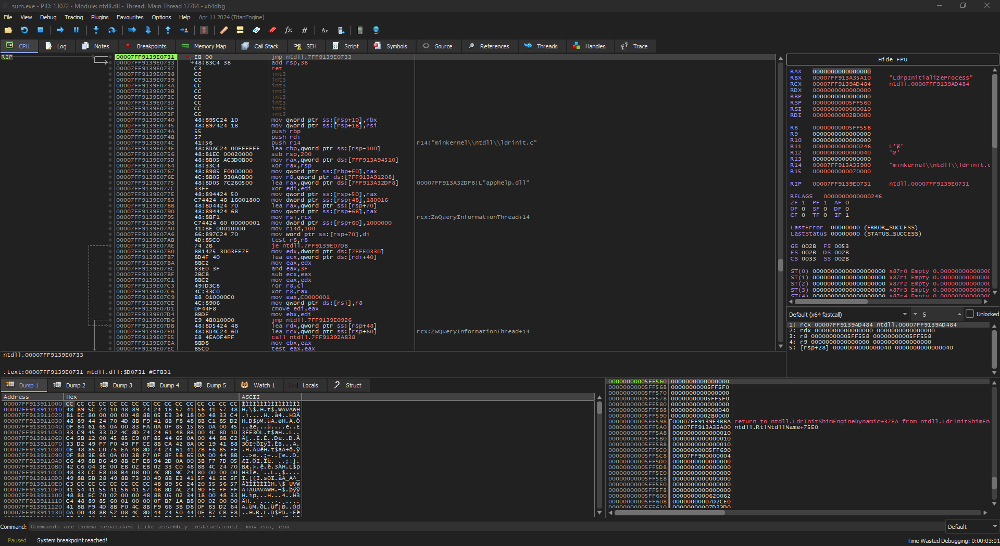 sum.exe - PID: 13072 - Module: ntdll.dll - Thread: Main Thread 17784 - x64dbg
File View Debug Tracing Plugins Favourites Options Help Apr 11 2024 (TitanEngine)
CPU Log Notes Breakpoints Memory Map Call Stack SEH Script Symbols Source References Threads Handles Trace
RIP
00007FF9139E0731 EB 00 jmp ntdll.7FF9139E0733
00007FF9139E0733 48:83C4 38 add rsp,38
00007FF9139E0737 C3 ret
00007FF9139E0738 CC int3
00007FF9139E0739 CC int3
00007FF9139E073A CC int3
00007FF9139E073B CC int3
00007FF9139E073C CC int3
00007FF9139E073D CC int3
00007FF9139E073E CC int3
00007FF9139E073F CC int3
00007FF9139E0740 48:895C24 10 mov qword ptr ss:[rsp+10],rbx
00007FF9139E0745 48:897424 18 mov qword ptr ss:[rsp+18],rsi
00007FF9139E074A 55 push rbp
00007FF9139E074B 57 push rdi
00007FF9139E074C 41:56 push r14 r14:"minkernel\\ntdll\\ldrinit.c"
00007FF9139E074E 48:8DAC24 00FFFFFF lea rbp,qword ptr ss:[rsp-100]
00007FF9139E0756 48:81EC 00020000 sub rsp,200
00007FF9139E075D 48:8B05 AC3D0B00 mov rax,qword ptr ds:[7FF913A94510]
00007FF9139E0764 48:33C4 xor rax,rsp
00007FF9139E0767 48:8985 F0000000 mov qword ptr ss:[rbp+F0],rax
00007FF9139E076E 4C:8B05 930A0B00 mov r8,qword ptr ds:[7FF913A91208]
00007FF9139E0775 48:8D05 7C260500 lea rax,qword ptr ds:[7FF913A32DF8] 00007FF913A32DF8:L"apphelp.dll"
00007FF9139E077C 33FF xor edi,edi
00007FF9139E077E 48:894424 50 mov qword ptr ss:[rsp+50],rax
00007FF9139E0783 C74424 48 16001800 mov dword ptr ss:[rsp+48],180016
00007FF9139E078B 48:8D4424 70 lea rax,qword ptr ss:[rsp+70]
00007FF9139E0790 48:894424 68 mov qword ptr ss:[rsp+68],rax
00007FF9139E0795 48:8BF1 mov rsi,rcx rcx:ZwQueryInformationThread+14
00007FF9139E0798 C74424 60 00000001 mov dword ptr ss:[rsp+60],1000000
00007FF9139E07A0 41:BE 00010000 mov r14d,100
00007FF9139E07A6 66:897C24 70 mov word ptr ss:[rsp+70],di
00007FF9139E07AB 4D:85C0 test r8,r8
00007FF9139E07AE 74 2B je ntdll.7FF9139E07DB
00007FF9139E07B0 8B1425 3003FE7F mov edx,dword ptr ds:[7FFE0330]
00007FF9139E07B7 8D4F 40 lea ecx,qword ptr ds:[rdi+40]
00007FF9139E07BA 8BC2 mov eax,edx
00007FF9139E07BC 83E0 3F and eax,3F
00007FF9139E07BF 2BC8 sub ecx,eax
00007FF9139E07C1 8BC2 mov eax,edx
00007FF9139E07C3 49:D3C8 ror r8,cl
00007FF9139E07C6 4C:33C0 xor r8,rax
00007FF9139E07C9 B8 010000C0 mov eax,C0000001
00007FF9139E07CE 4C:8906 mov qword ptr ds:[rsi],r8
00007FF9139E07D1 0F44F8 cmove edi,eax
00007FF9139E07D4 8BDF mov ebx,edi
00007FF9139E07D6 E9 4B010000 jmp ntdll.7FF9139E0926
00007FF9139E07DB 48:8D5424 48 lea rdx,qword ptr ss:[rsp+48]
00007FF9139E07E0 48:8D4C24 60 lea rcx,qword ptr ss:[rsp+60] rcx:ZwQueryInformationThread+14
00007FF9139E07E5 E8 4EA0F4FF call ntdll.7FF91392A838
00007FF9139E07EA 8BD8 mov ebx,eax
00007FF9139E07EC 85C0 test eax,eax
Hide FPU
RAX 0000000000000000
RBX 00007FF913A35A10 "LdrpInitializeProcess"
RCX 00007FF9139AD484 ntdll.00007FF9139AD484
RDX 0000000000000000
RBP 0000000000000000
RSP 00000000005FF560
RSI 0000000000000010
RDI 00000000002B0000
R8 00000000005FF558
R9 0000000000000000
R10 0000000000000000
R11 0000000000000246 L'Ɇ'
R12 0000000000000040 '@'
R13 0000000000000000
R14 00007FF913A35900 "minkernel\\ntdll\\ldrinit.c
R15 0000000000070000
RIP 00007FF9139E0731 ntdll.00007FF9139E0731
RFLAGS 0000000000000246
ZF 1 PF 1 AF 0
OF 0 SF 0 DF 0
CF 0 TF 0 IF 1
LastError 00000000 (ERROR_SUCCESS)
LastStatus 00000000 (STATUS_SUCCESS)
GS 002B FS 0053
ES 002B DS 002B
CS 0033 SS 002B
ST(0) 00000000000000000000 x87r0 Empty 0.00000000000000
ST(1) 00000000000000000000 x87r1 Empty 0.00000000000000
ST(2) 00000000000000000000 x87r2 Empty 0.00000000000000
ST(3) 00000000000000000000 x87r3 Empty 0.00000000000000
ST(4) 00000000000000000000 x87r4 Empty 0.00000000000000
Default (x64 fastcall) 5 Unlocked
1: rcx 00007FF9139AD484 ntdll.00007FF9139AD484
2: rdx 0000000000000000 0000000000000000
3: r8 00000000005FF558 00000000005FF558
4: r9 0000000000000000 0000000000000000
5: [rsp+28] 0000000000000040 0000000000000040
ntdll.00007FF9139E0733
.text:00007FF9139E0731 ntdll.dll:$D0731 #CFB31
Dump 1 Dump 2 Dump 3 Dump 4 Dump 5 Watch 1 Locals Struct
Address Hex ASCII
00007FF913911000 CC CC CC CC CC CC CC CC CC CC CC CC CC CC CC CC ÌÌÌÌÌÌÌÌÌÌÌÌÌÌÌÌ
00007FF913911010 48 89 5C 24 10 48 89 74 24 18 57 41 56 41 57 48 H.\$.H.t$.WAVAWH
00007FF913911020 81 EC 80 00 00 00 48 8B 05 E3 34 18 00 48 33 C4
00007FF913911030 48 89 44 24 70 4D 8B F9 41 8B F8 48 8B C1 85 D2
00007FF913911040 0F 84 61 65 0A 00 83 FA 0A 0F 85 15 65 0A 00 45
00007FF913911050 33 C9 45 33 D2 4C 8D 74 24 61 48 8B 00 4C 8D 1D
00007FF913911060 C4 5B 12 00 45 85 C9 0F 85 44 65 0A 00 44 8B C2
00007FF913911070 33 D2 49 F7 F0 49 FF CE 8B CA 42 8A 0C 19 41 88
00007FF913911080 0E 48 85 C0 75 EA 48 8D 74 24 61 41 2B F6 85 FF
00007FF913911090 0F 88 3E 65 0A 00 3B F7 0F 8F 5B 65 0A 00 44 8B
00007FF9139110A0 C6 49 8B D6 49 8B CF E8 94 2D 0A 00 3B F7 7D 05
00007FF9139110B0 42 C6 04 3E 00 EB 02 EB 02 33 C0 48 8B 4C 24 70
00007FF9139110C0 48 33 CC E8 08 B4 08 00 4C 8D 9C 24 80 00 00 00
00007FF9139110D0 49 8B 5B 28 49 8B 73 30 49 8B E3 41 5F 41 5E 5F
00007FF9139110E0 C3 CC CC CC CC CC CC CC 48 89 5C 24 20 55 56 57
00007FF9139110F0 41 54 41 55 41 56 41 57 48 8D AC 24 90 FE FF FF
00007FF913911100 48 81 EC 70 02 00 00 48 8B 05 02 34 18 00 48 33
00007FF913911110 C4 48 89 85 60 01 00 00 0F B7 1A B8 00 02 00 00
00007FF913911120 41 8B F9 4D 8B F0 4C 8B F9 66 3B D8 0F 83 D2 64
00007FF913911130 0A 00 48 8B 52 08 4C 8D 44 24 50 44 0F B7 CB E8
00000000005FF560 0000000000000000
00000000005FF568 00000000005FF5F0
00000000005FF570 0000000000000000
00000000005FF578 00000000005FF5F0
00000000005FF580 0000000000000000
00000000005FF588 0000000000000040
00000000005FF590 00000000002B0000
00000000005FF598 00007FF9139E3BBA return to ntdll.LdrInitShimEngineDynamic+37EA from ntdll.LdrInitShimEn
00000000005FF5A0 00007FF913A35A00 ntdll.RtlNtdllName+75E0
00000000005FF5A8 0000000000000010
00000000005FF5B0 0000000000000010
00000000005FF5B8 0000000000000010
00000000005FF5C0 00000000005FF690
00000000005FF5C8 00007FF900000004
00000000005FF5D0 0000000000000000
00000000005FF5D8 0000000000000000
00000000005FF5E0 0000000000000000
00000000005FF5E8 0000000000000000
00000000005FF5F0 0000000000000000
00000000005FF5F8 0000000000000000
00000000005FF600 0000000000620062
00000000005FF608 00000000007D2CE0
00000000005FF610 00000000007D23D0
Command: Commands are comma separated (like assembly instructions): mov eax, ebx Default
Paused System breakpoint reached! Time Wasted Debugging: 0:00:03:01